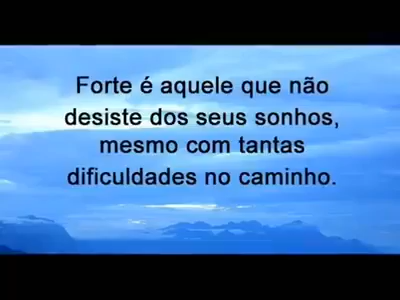 Forte é aquele que não
desiste dos seus sonhos,
mesmo com tantas
dificuldades no caminho.